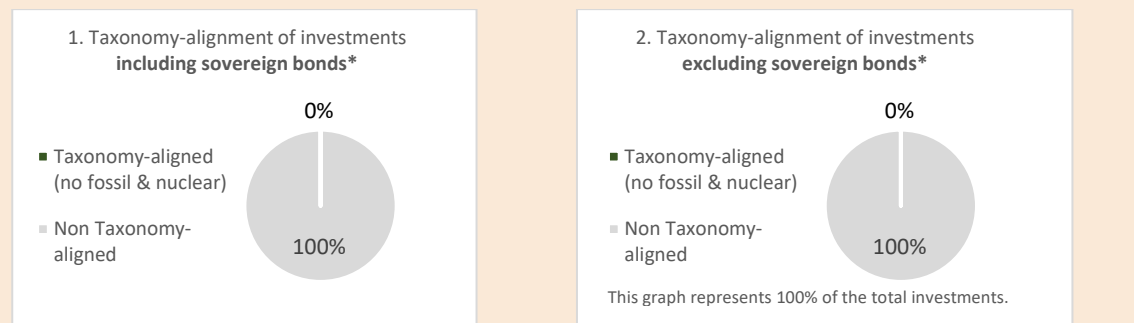 1. Taxonomy-alignment of investments
including sovereign bonds*
0%
Taxonomy-aligned
(no fossil & nuclear)
Non Taxonomy-
aligned
100%
2. Taxonomy-alignment of investments
excluding sovereign bonds*
0%
Taxonomy-aligned
(no fossil & nuclear)
Non Taxonomy-
aligned
100%
This graph represents 100% of the total investments.